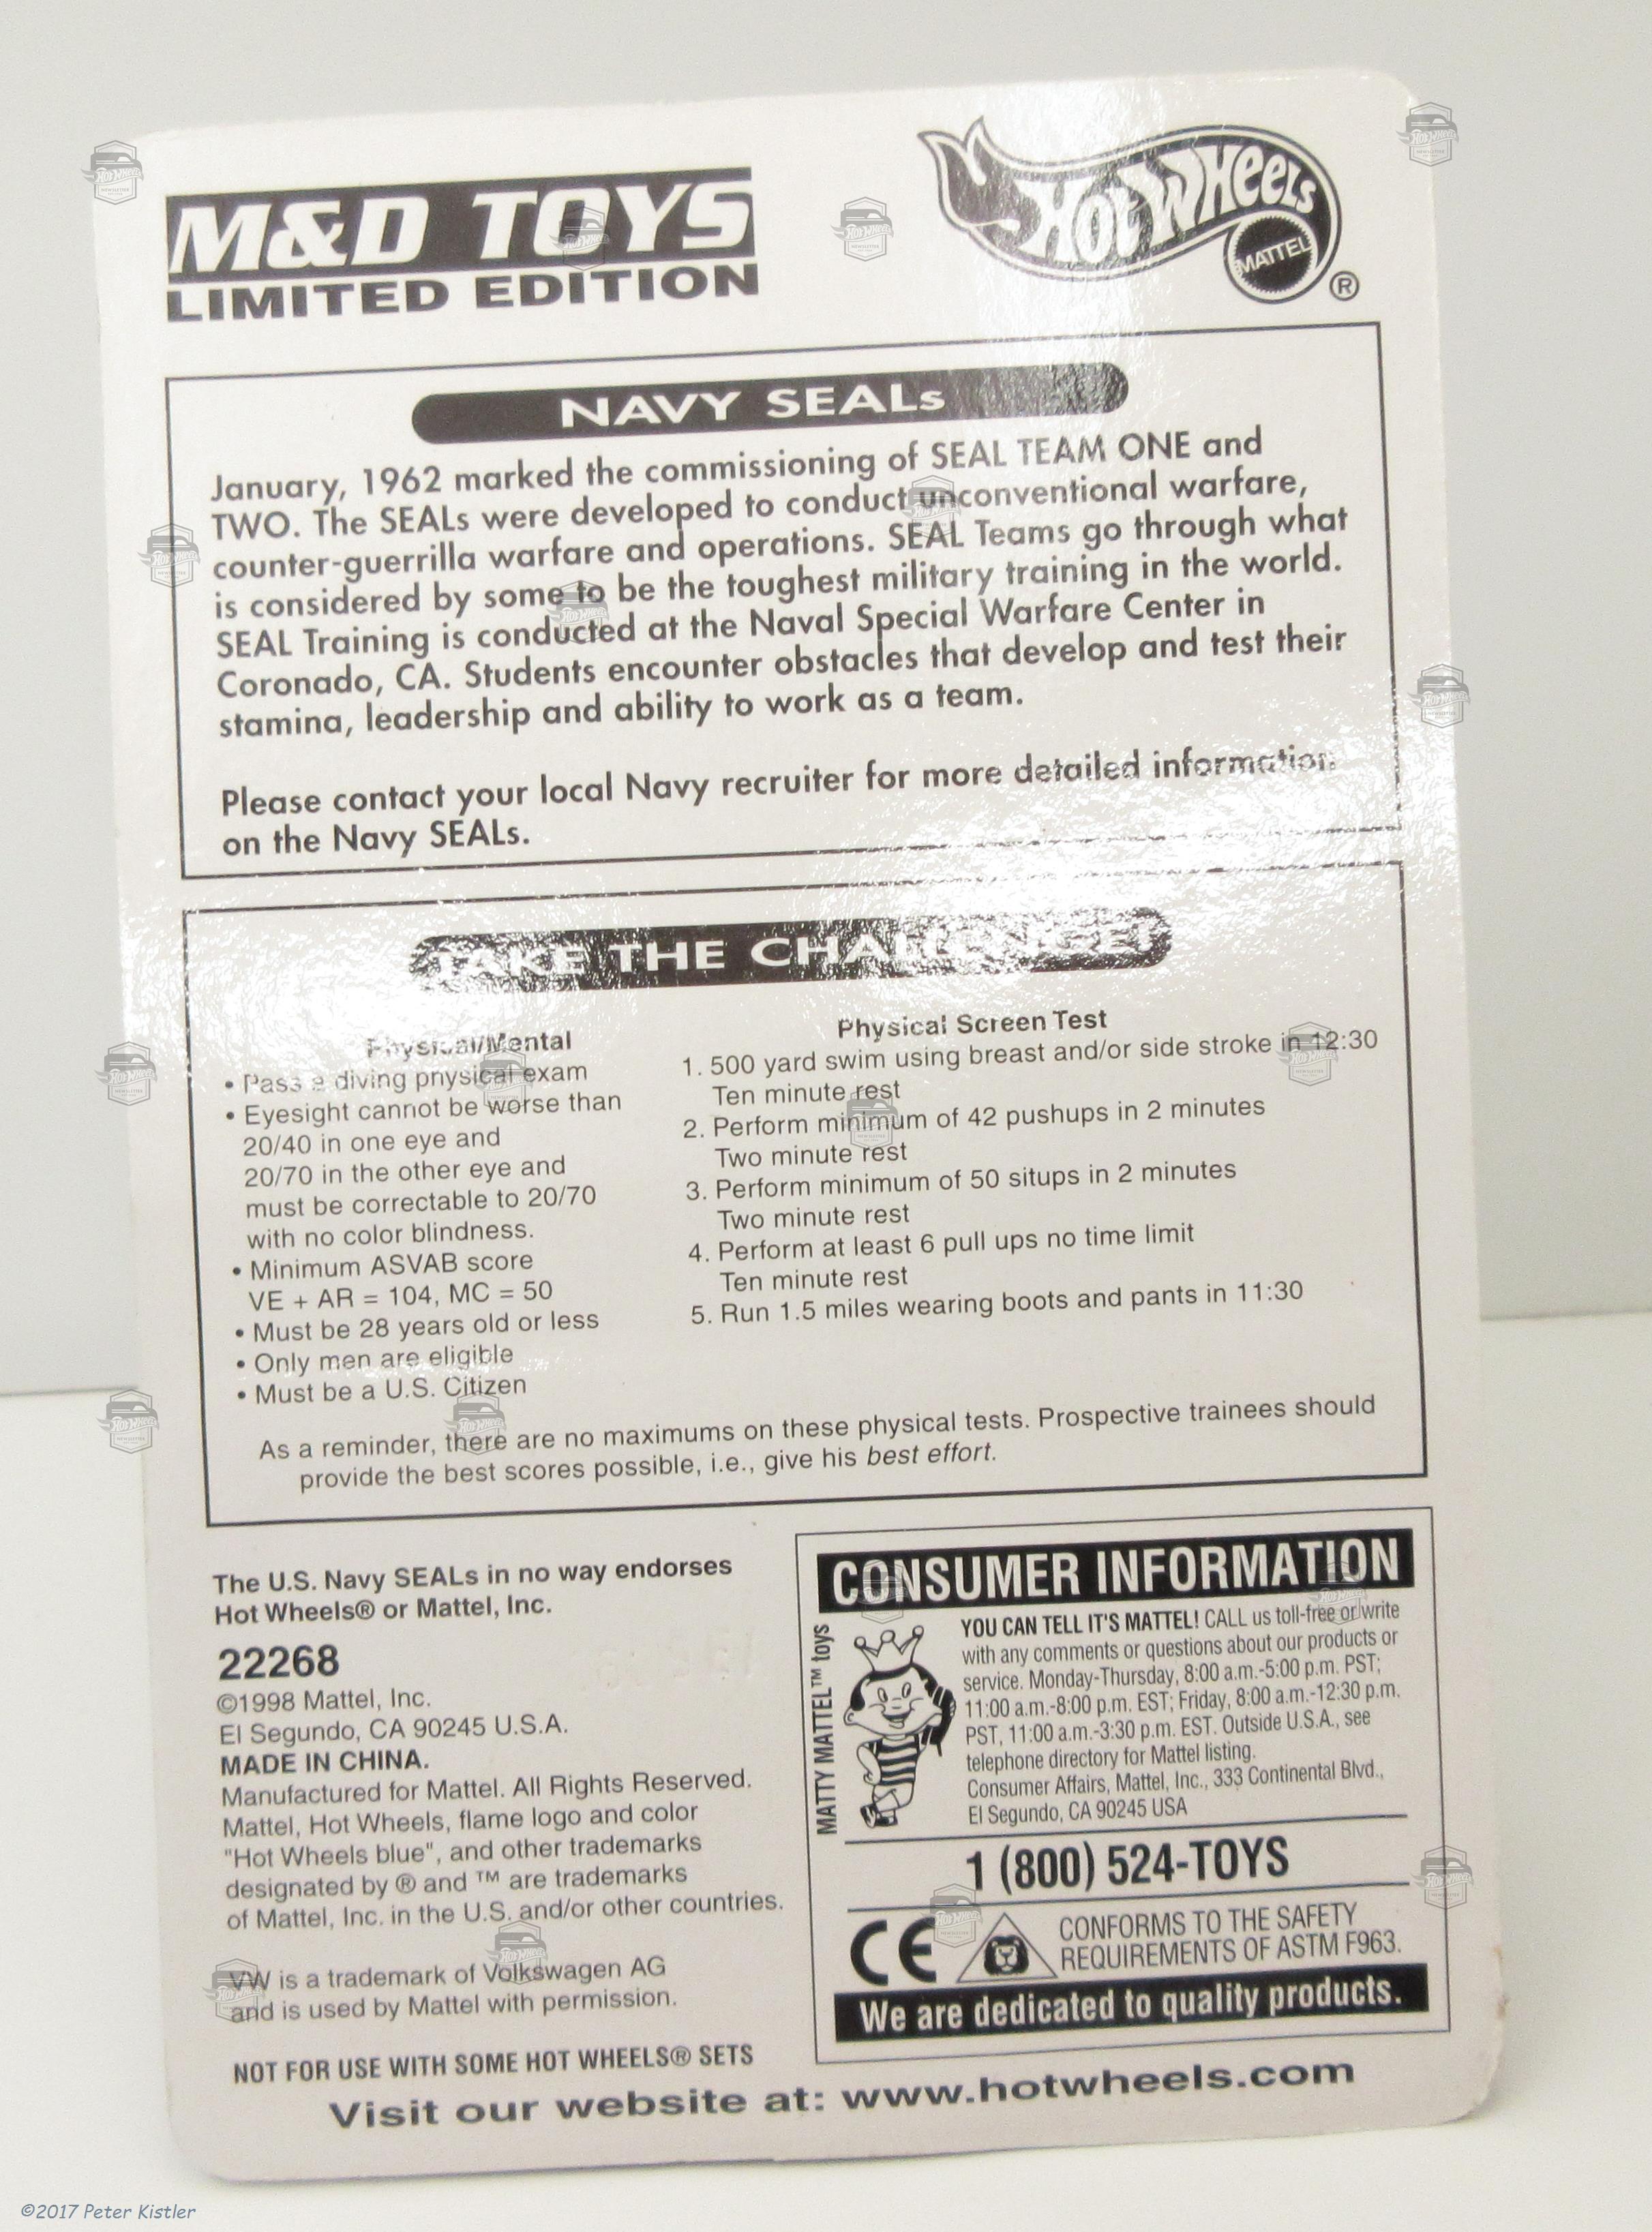 M&D TOYS
LIMITED EDITION
HOT WHEELS
MATTEL
®
NAVY SEALs
January, 1962 marked the commissioning of SEAL TEAM ONE and
TWO. The SEALs were developed to conduct unconventional warfare,
counter-guerrilla warfare and operations. SEAL Teams go through what
is considered by some to be the toughest military training in the world.
SEAL Training is conducted at the Naval Special Warfare Center in
Coronado, CA. Students encounter obstacles that develop and test their
stamina, leadership and ability to work as a team.
Please contact your local Navy recruiter for more detailed information
on the Navy SEALs.
TAKE THE CHALLENGE!
Physical/Mental
• Pass a diving physical exam
• Eyesight cannot be worse than
20/40 in one eye and
20/70 in the other eye and
must be correctable to 20/70
with no color blindness.
• Minimum ASVAB score
VE + AR = 104, MC = 50
• Must be 28 years old or less
• Only men are eligible
• Must be a U.S. Citizen
Physical Screen Test
1. 500 yard swim using breast and/or side stroke in 12:30
Ten minute rest
2. Perform minimum of 42 pushups in 2 minutes
Two minute rest
3. Perform minimum of 50 situps in 2 minutes
Two minute rest
4. Perform at least 6 pull ups no time limit
Ten minute rest
5. Run 1.5 miles wearing boots and pants in 11:30
As a reminder, there are no maximums on these physical tests. Prospective trainees should
provide the best scores possible, i.e., give his best effort.
The U.S. Navy SEALs in no way endorses
Hot Wheels® or Mattel, Inc.
22268
©1998 Mattel, Inc.
El Segundo, CA 90245 U.S.A.
MADE IN CHINA.
Manufactured for Mattel. All Rights Reserved.
Mattel, Hot Wheels, flame logo and color
"Hot Wheels blue", and other trademarks
designated by ® and ™ are trademarks
of Mattel, Inc. in the U.S. and/or other countries.
VW is a trademark of Volkswagen AG
and is used by Mattel with permission.
NOT FOR USE WITH SOME HOT WHEELS® SETS
CONSUMER INFORMATION
MATTY MATTEL™ toys
YOU CAN TELL IT'S MATTEL! CALL us toll-free or write
with any comments or questions about our products or
service. Monday-Thursday, 8:00 a.m.-5:00 p.m. PST;
11:00 a.m.-8:00 p.m. EST; Friday, 8:00 a.m.-12:30 p.m.
PST, 11:00 a.m.-3:30 p.m. EST. Outside U.S.A., see
telephone directory for Mattel listing.
Consumer Affairs, Mattel, Inc., 333 Continental Blvd.,
El Segundo, CA 90245 USA
1 (800) 524-TOYS
CE
CONFORMS TO THE SAFETY
REQUIREMENTS OF ASTM F963.
We are dedicated to quality products.
Visit our website at: www.hotwheels.com
©2017 Peter Kistler